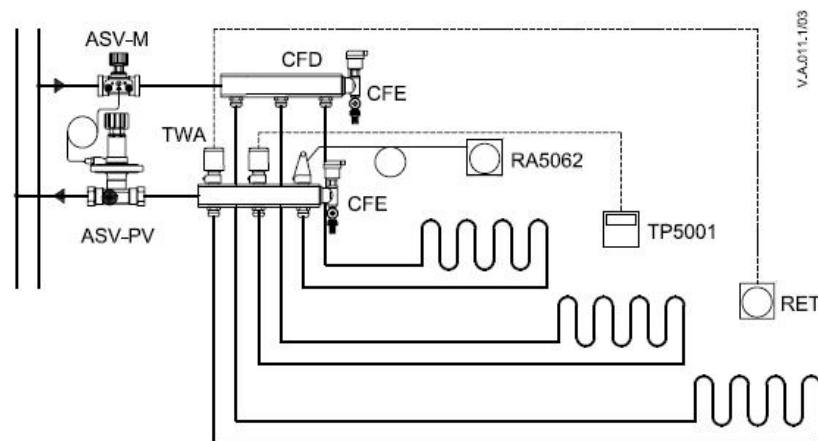 ASV-M
CFD
V.A.011.1/03
CFE
TWA
RA5062
CFE
TP5001
ASV-PV
RET